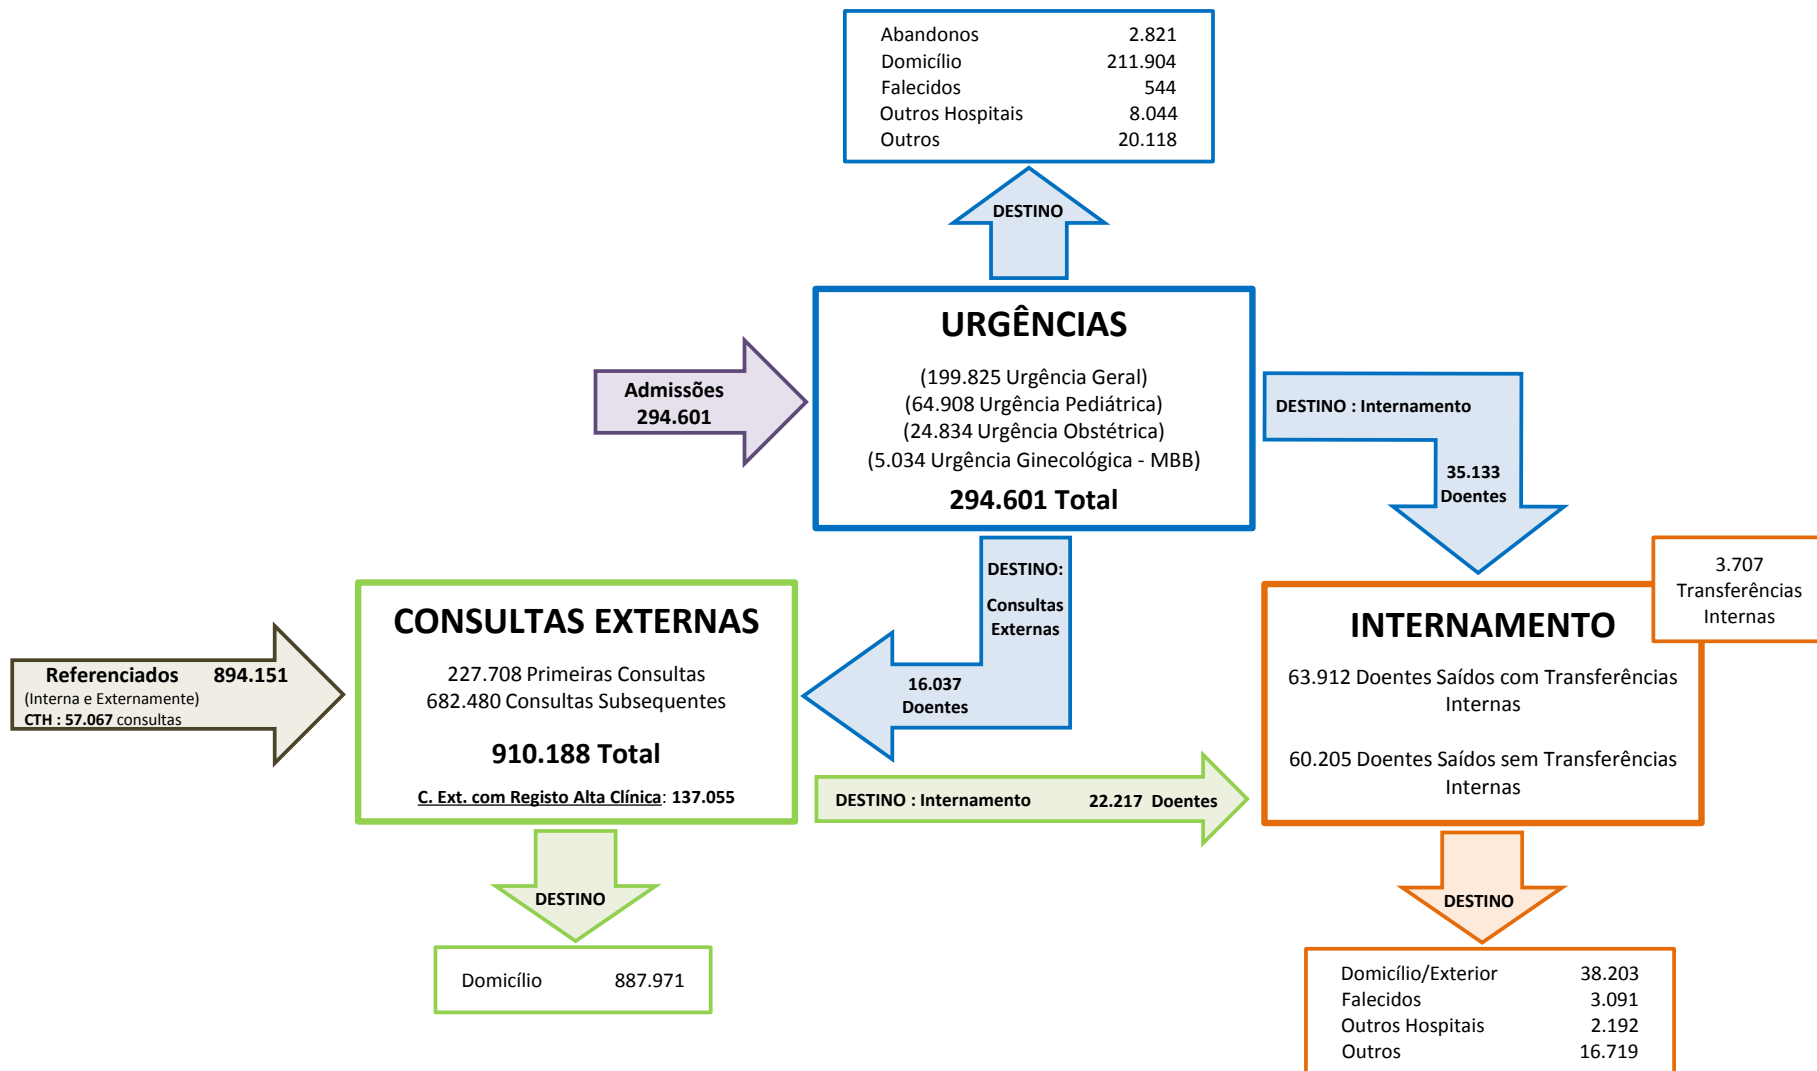 Abandonos 2.821
Domicílio 211.904
Falecidos 544
Outros Hospitais 8.044
Outros 20.118
DESTINO
URGÊNCIAS
(199.825 Urgência Geral)
(64.908 Urgência Pediátrica)
(24.834 Urgência Obstétrica)
(5.034 Urgência Ginecológica - MBB)
294.601 Total
Admissões
294.601
DESTINO : Internamento
35.133
Doentes
DESTINO:
Consultas
Externas
16.037
Doentes
3.707
Transferências
Internas
Referenciados 894.151
(Interna e Externamente)
CTH : 57.067 consultas
CONSULTAS EXTERNAS
227.708 Primeiras Consultas
682.480 Consultas Subsequentes
910.188 Total
C. Ext. com Registo Alta Clínica: 137.055
DESTINO : Internamento 22.217 Doentes
INTERNAMENTO
63.912 Doentes Saídos com Transferências
Internas
60.205 Doentes Saídos sem Transferências
Internas
DESTINO
Domicílio 887.971
DESTINO
Domicílio/Exterior 38.203
Falecidos 3.091
Outros Hospitais 2.192
Outros 16.719